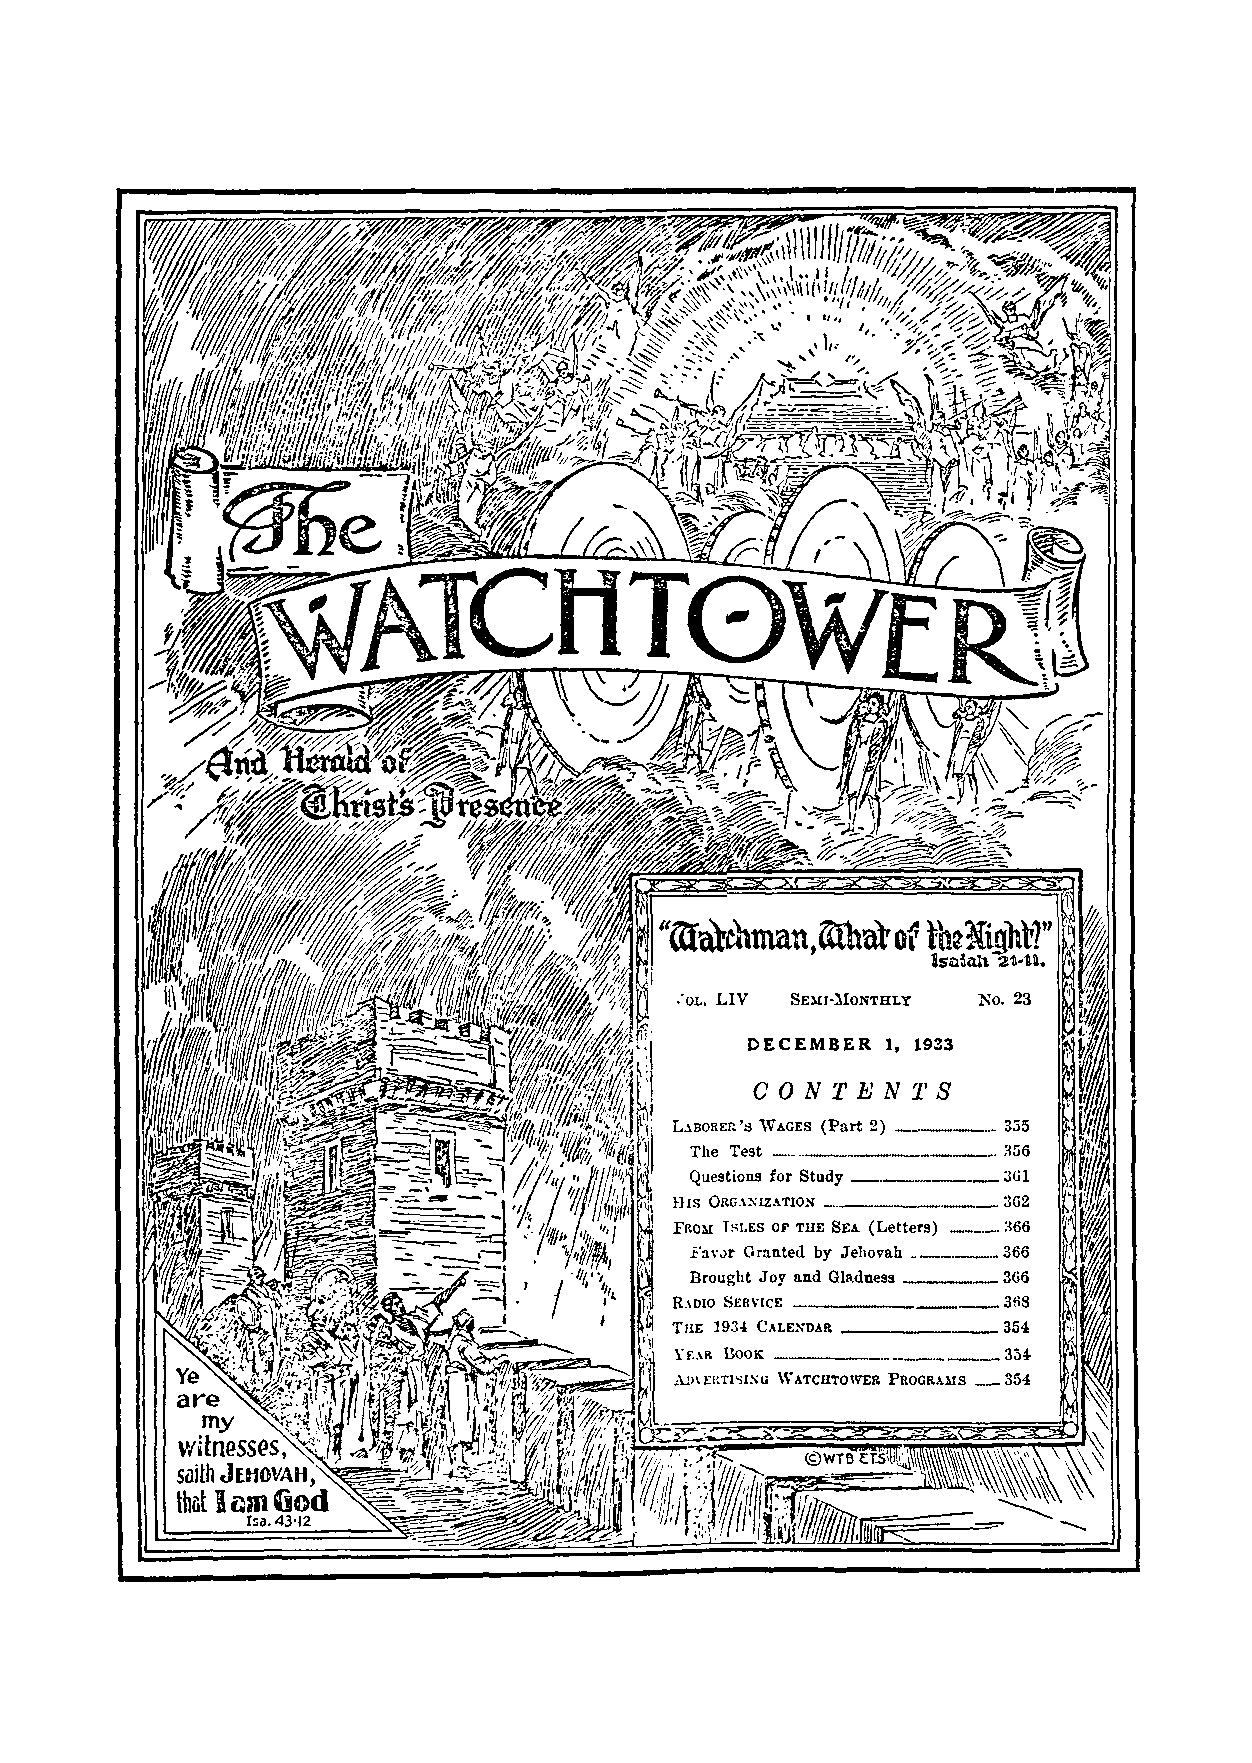 The
WATCHTOWER
And Herald of
Christ's Presence
"Watchman, What of the Night?"
Isaiah 21-11.
VOL. LIV SEMI-MONTHLY No. 23
DECEMBER 1, 1933
CONTENTS
LABORER'S WAGES (Part 2) 355
The Test 356
Questions for Study 361
HIS ORGANIZATION 362
FROM ISLES OF THE SEA (Letters) 366
Favor Granted by Jehovah 366
Brought Joy and Gladness 366
RADIO SERVICE 368
THE 1934 CALENDAR 354
YEAR BOOK 354
ADVERTISING WATCHTOWER PROGRAMS 354
Ye
are
my
witnesses,
saith JEHOVAH,
that I am God
Isa. 43-12